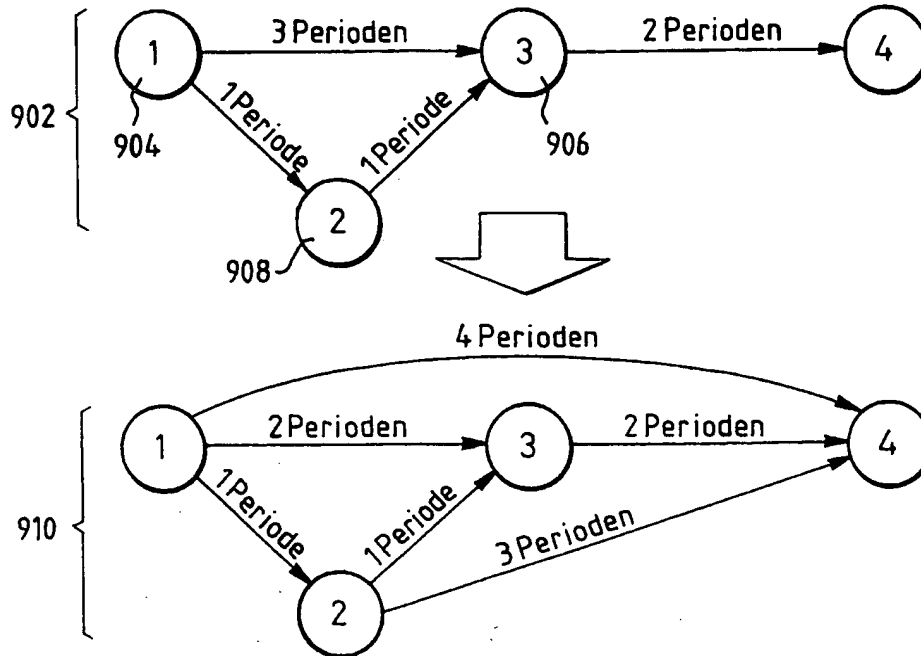 1
3 Perioden
3
2 Perioden
4
902
904
1 Periode
1 Periode
906
2
908
4 Perioden
1
2 Perioden
3
2 Perioden
4
910
1 Periode
1 Periode
3 Perioden
2